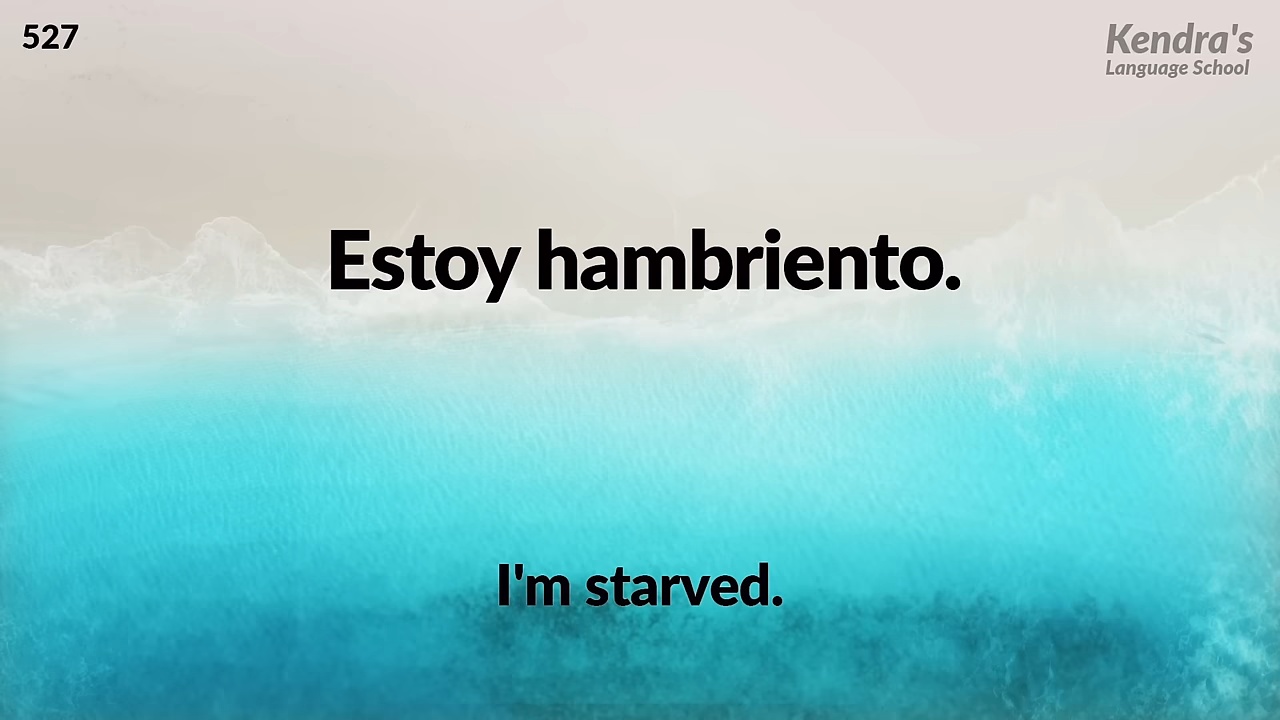 527
Kendra's
Language School
Estoy hambriento.
I'm starved.